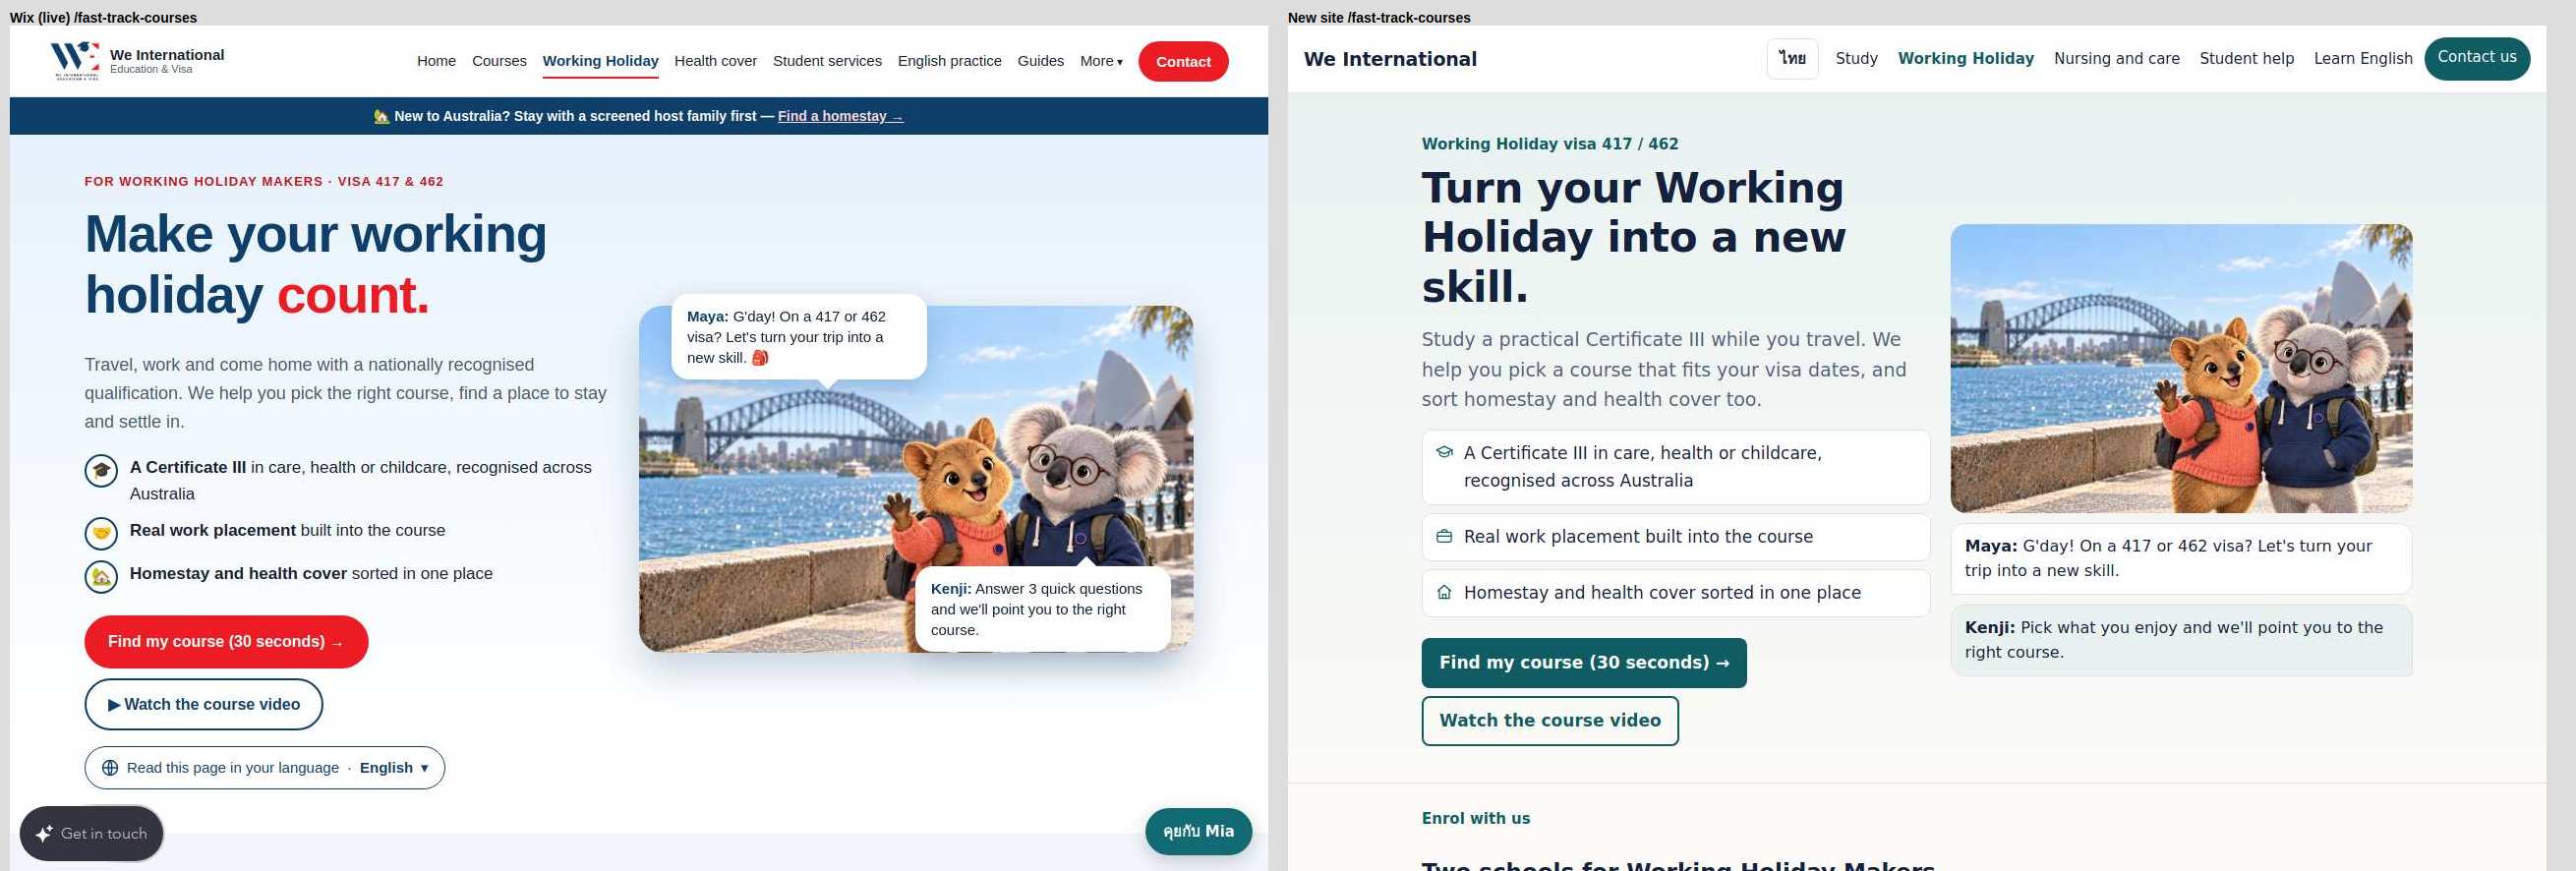 Wix (live) /fast-track-courses
We International
Education & Visa
Home Courses Working Holiday Health cover Student services English practice Guides More ▾ Contact
🏡 New to Australia? Stay with a screened host family first — Find a homestay →
FOR WORKING HOLIDAY MAKERS · VISA 417 & 462
Make your working
holiday count.
Travel, work and come home with a nationally recognised
qualification. We help you pick the right course, find a place to stay
and settle in.
A Certificate III in care, health or childcare, recognised across
Australia
Real work placement built into the course
Homestay and health cover sorted in one place
Find my course (30 seconds) →
▶ Watch the course video
Read this page in your language · English ▾
Maya: G'day! On a 417 or 462
visa? Let's turn your trip into a
new skill. 🎒
Kenji: Answer 3 quick questions
and we'll point you to the right
course.
Get in touch
คุยกับ Mia
New site /fast-track-courses
We International
ไทย Study Working Holiday Nursing and care Student help Learn English Contact us
Working Holiday visa 417 / 462
Turn your Working
Holiday into a new
skill.
Study a practical Certificate III while you travel. We
help you pick a course that fits your visa dates, and
sort homestay and health cover too.
A Certificate III in care, health or childcare,
recognised across Australia
Real work placement built into the course
Homestay and health cover sorted in one place
Find my course (30 seconds) →
Watch the course video
Maya: G'day! On a 417 or 462 visa? Let's turn your
trip into a new skill.
Kenji: Pick what you enjoy and we'll point you to the
right course.
Enrol with us
Two schools for Working Holiday Makers